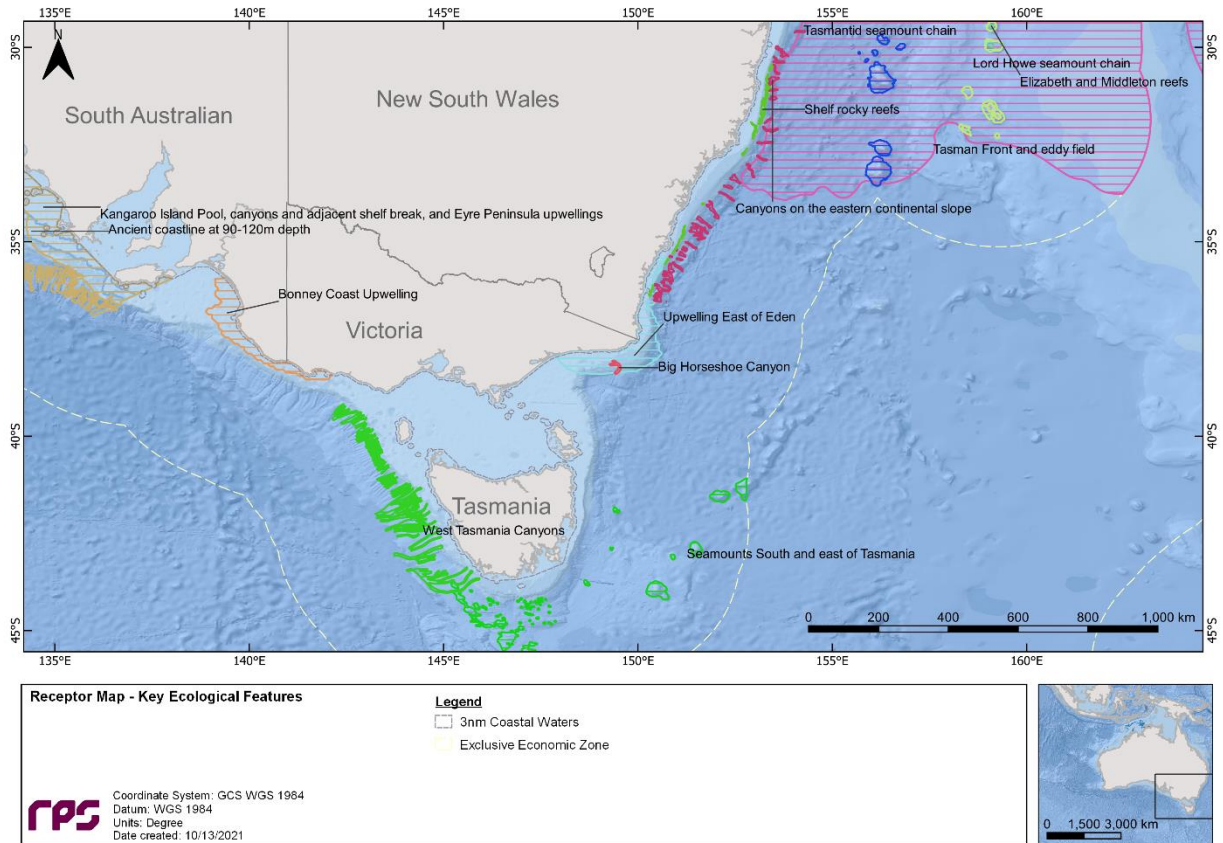 135°E 140°E 145°E 150°E 155°E 160°E
30°S
35°S
40°S
45°S
N
South Australian
New South Wales
Victoria
Tasmania
Tasmantid seamount chain
Lord Howe seamount chain
Elizabeth and Middleton reefs
Shelf rocky reefs
Tasman Front and eddy field
Canyons on the eastern continental slope
Kangaroo Island Pool, canyons and adjacent shelf break, and Eyre Peninsula upwellings
Ancient coastline at 90-120m depth
Bonney Coast Upwelling
Upwelling East of Eden
Big Horseshoe Canyon
West Tasmania Canyons
Seamounts South and east of Tasmania
0 200 400 600 800 1,000 km
30°S
35°S
40°S
45°S
135°E 140°E 145°E 150°E 155°E 160°E
Receptor Map - Key Ecological Features
Legend
3nm Coastal Waters
Exclusive Economic Zone
rps
Coordinate System: GCS WGS 1984
Datum: WGS 1984
Units: Degree
Date created: 10/13/2021
0 1,500 3,000 km